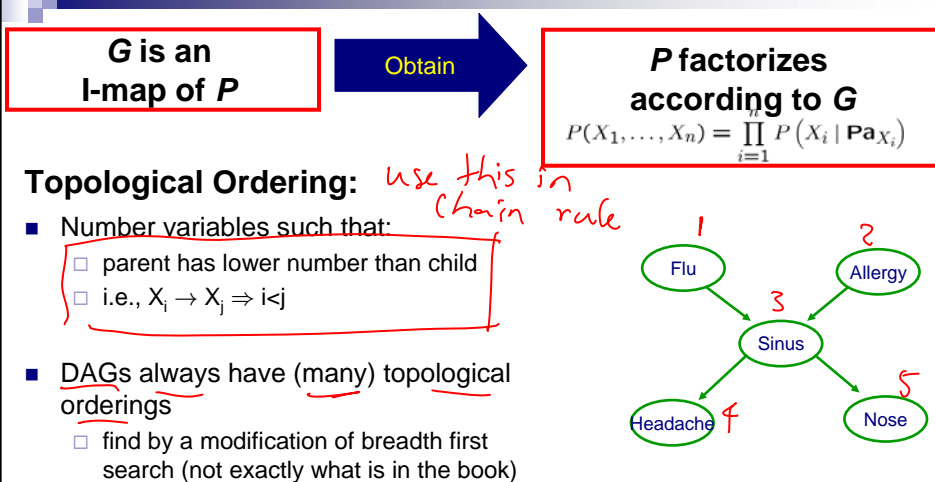 G is an
I-map of P
Obtain
P factorizes
according to G
P(X₁, . . . , Xₙ) = ∏ⁿᵢ₌₁ P (Xᵢ | Pa_Xᵢ)
Topological Ordering:
use this in
Chain rule
■ Number variables such that:
□ parent has lower number than child
□ i.e., Xᵢ → Xⱼ ⇒ i<j
■ DAGs always have (many) topological
orderings
□ find by a modification of breadth first
search (not exactly what is in the book)
1 2
Flu Allergy
3
Sinus
5
Headache 4 Nose